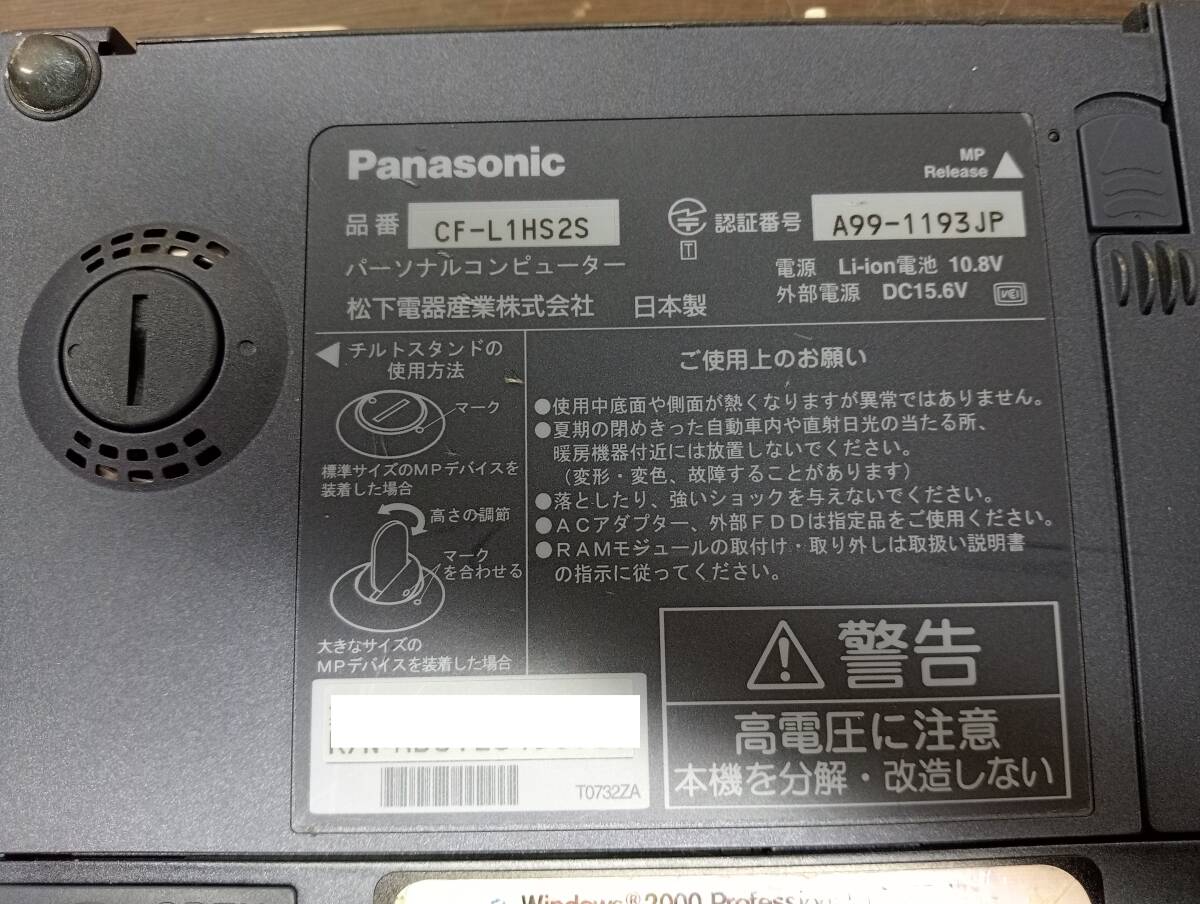 Panasonic
MP
Release
品番 CF-L1HS2S
認証番号 A99-1193JP
T
パーソナルコンピューター
電源 Li-ion電池 10.8V
松下電器産業株式会社 日本製
外部電源 DC15.6V
チルトスタンドの
使用方法
マーク
標準サイズのMPデバイスを
装着した場合
高さの調節
マーク
を合わせる
大きなサイズの
MPデバイスを装着した場合
ご使用上のお願い
●使用中底面や側面が熱くなりますが異常ではありません。
●夏期の閉めきった自動車内や直射日光の当たる所、
暖房機器付近には放置しないでください。
(変形・変色、故障することがあります)
●落としたり、強いショックを与えないでください。
●ACアダプター、外部FDDは指定品をご使用ください。
●RAMモジュールの取付け・取り外しは取扱い説明書
の指示に従ってください。
警告
高電圧に注意
本機を分解・改造しない
T0732ZA
Windows®2000 Professional